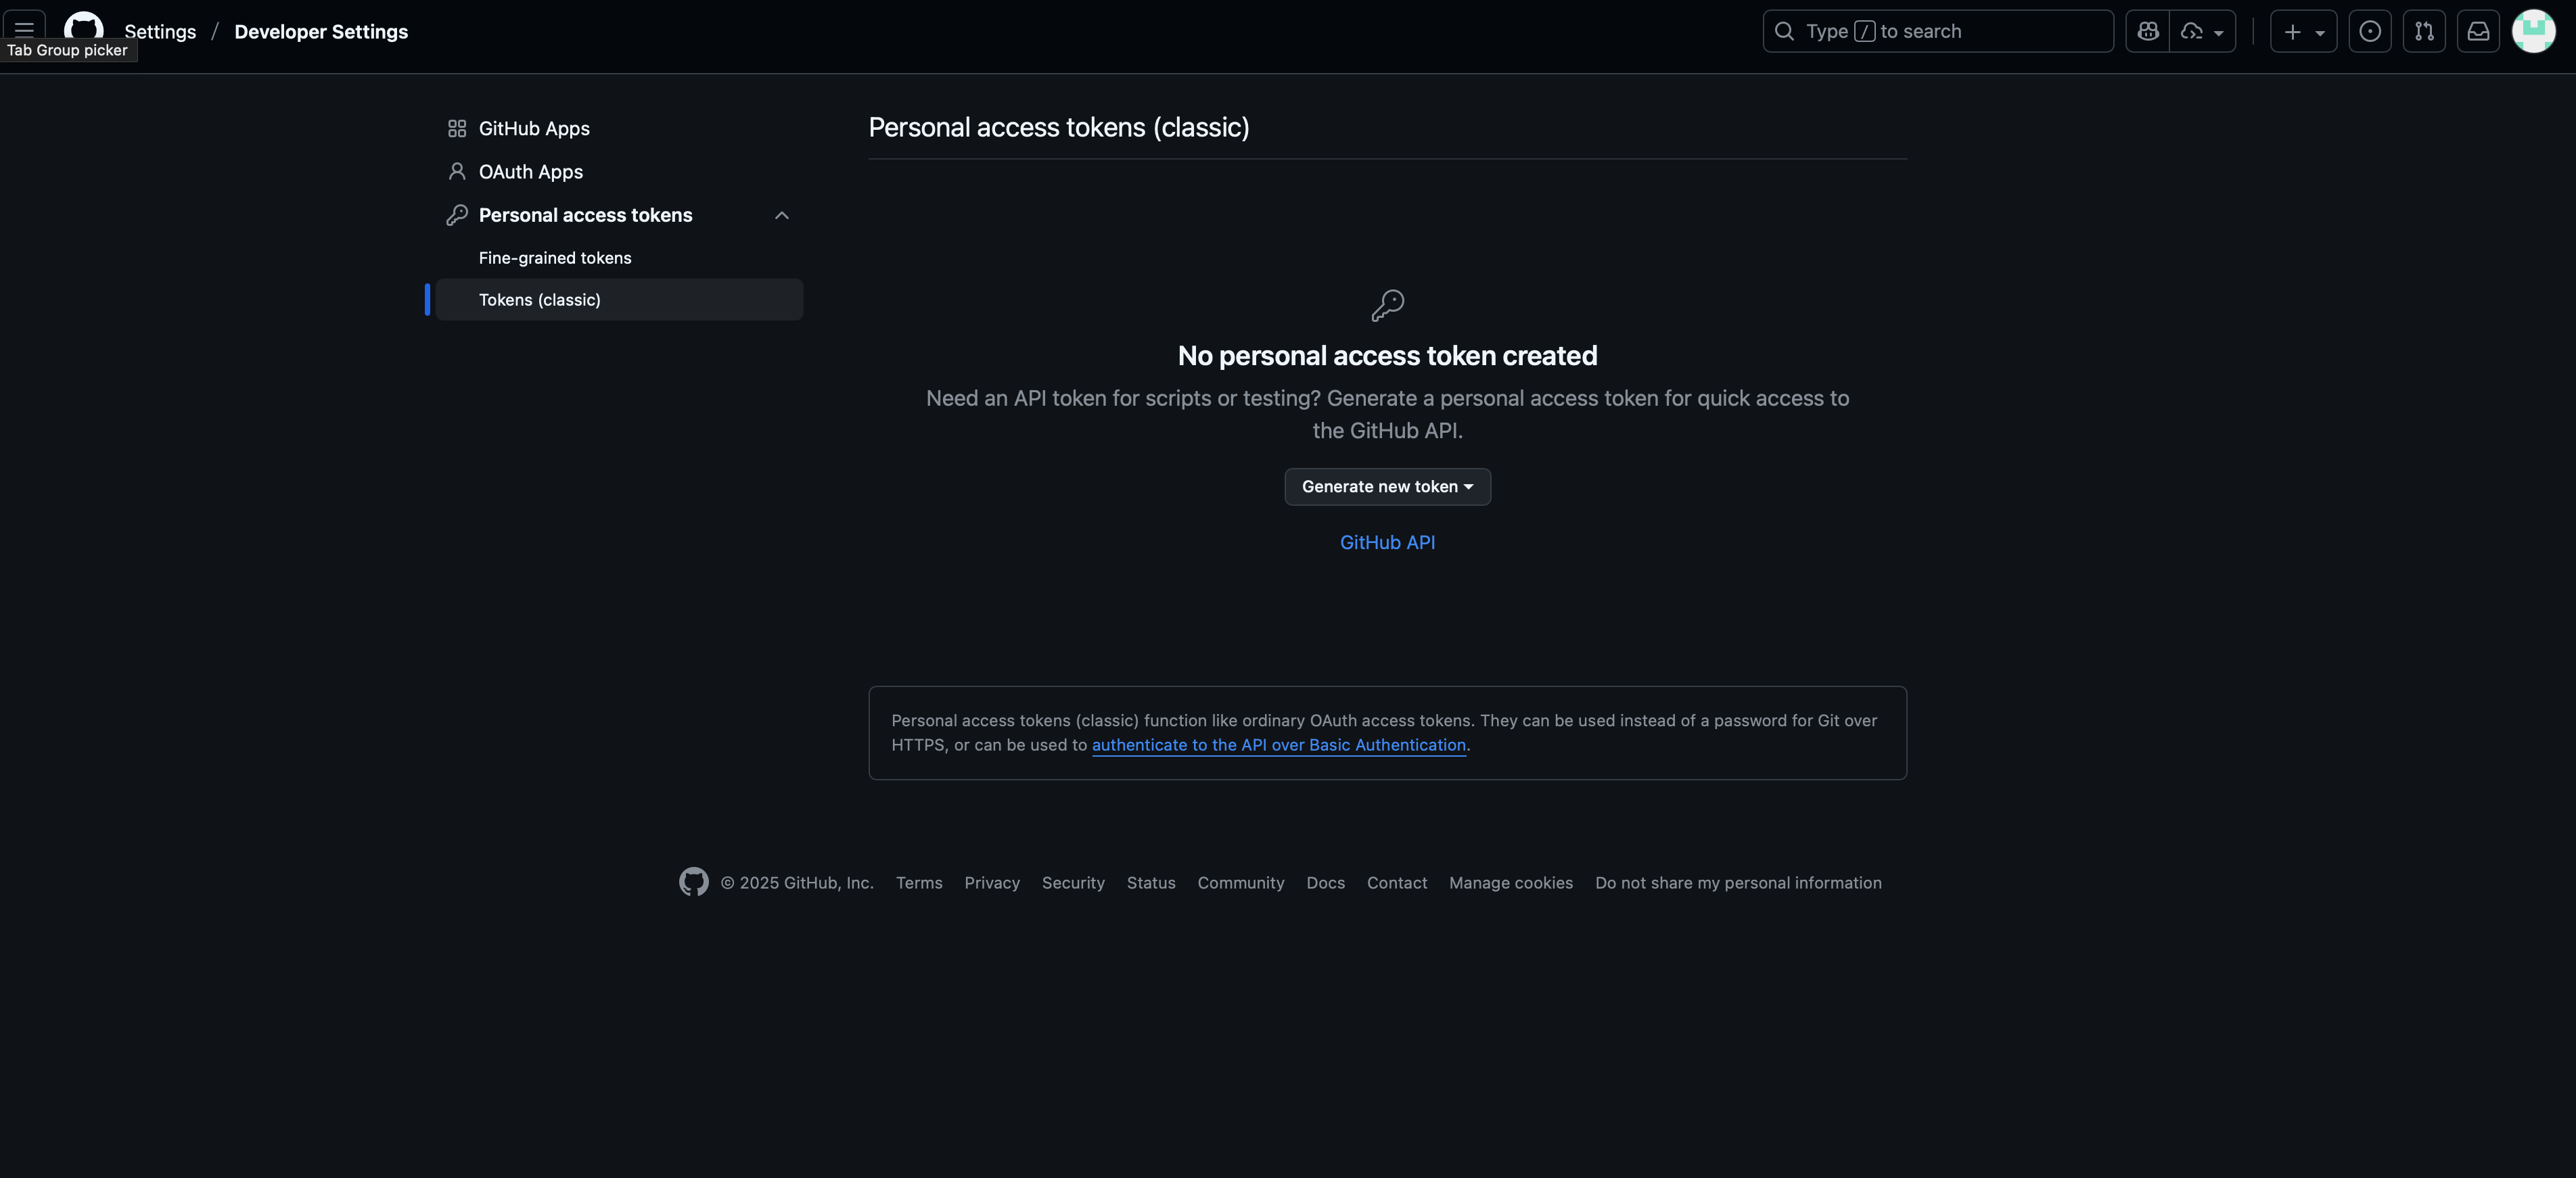 Settings / Developer Settings
Tab Group picker
Type / to search
GitHub Apps
OAuth Apps
Personal access tokens
Fine-grained tokens
Tokens (classic)
Personal access tokens (classic)
No personal access token created
Need an API token for scripts or testing? Generate a personal access token for quick access to
the GitHub API.
Generate new token
GitHub API
Personal access tokens (classic) function like ordinary OAuth access tokens. They can be used instead of a password for Git over
HTTPS, or can be used to authenticate to the API over Basic Authentication.
© 2025 GitHub, Inc. Terms Privacy Security Status Community Docs Contact Manage cookies Do not share my personal information